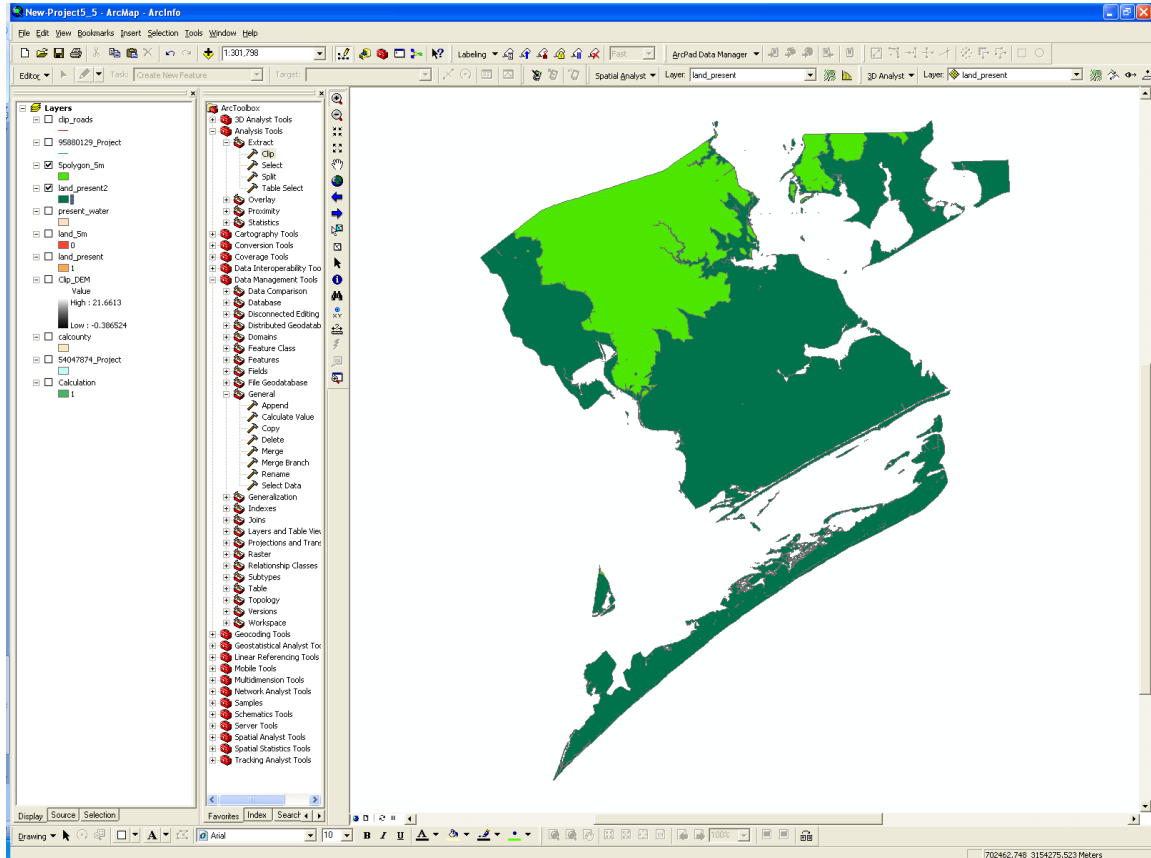 New-Project5_5 - ArcMap - ArcInfo
File Edit View Bookmarks Insert Selection Tools Window Help
1:301,798 Labeling Fast ArcPad Data Manager
Editor Task: Create New Feature Target: Spatial Analyst Layer: land_present 3D Analyst Layer: land_present
Layers
clip_roads
95880129_Project
5polygon_5m
land_present2
present_water
land_5m
0
land_present
1
Clip_DEM
Value
High : 21.6613
Low : -0.386524
calcounty
54047874_Project
Calculation
1
Display Source Selection
ArcToolbox
3D Analyst Tools
Analysis Tools
Extract
Clip
Select
Split
Table Select
Overlay
Proximity
Statistics
Cartography Tools
Conversion Tools
Coverage Tools
Data Interoperability Too
Data Management Tools
Data Comparison
Database
Disconnected Editing
Distributed Geodatab
Domains
Feature Class
Features
Fields
File Geodatabase
General
Append
Calculate Value
Copy
Delete
Merge
Merge Branch
Rename
Select Data
Generalization
Indexes
Joins
Layers and Table Viev
Projections and Trans
Raster
Relationship Classes
Subtypes
Table
Topology
Versions
Workspace
Geocoding Tools
Geostatistical Analyst Too
Linear Referencing Tools
Mobile Tools
Multidimension Tools
Network Analyst Tools
Samples
Schematics Tools
Server Tools
Spatial Analyst Tools
Spatial Statistics Tools
Tracking Analyst Tools
Favorites Index Search
Drawing A Arial 10 B I U A 100%
702462.748 3154275.523 Meters